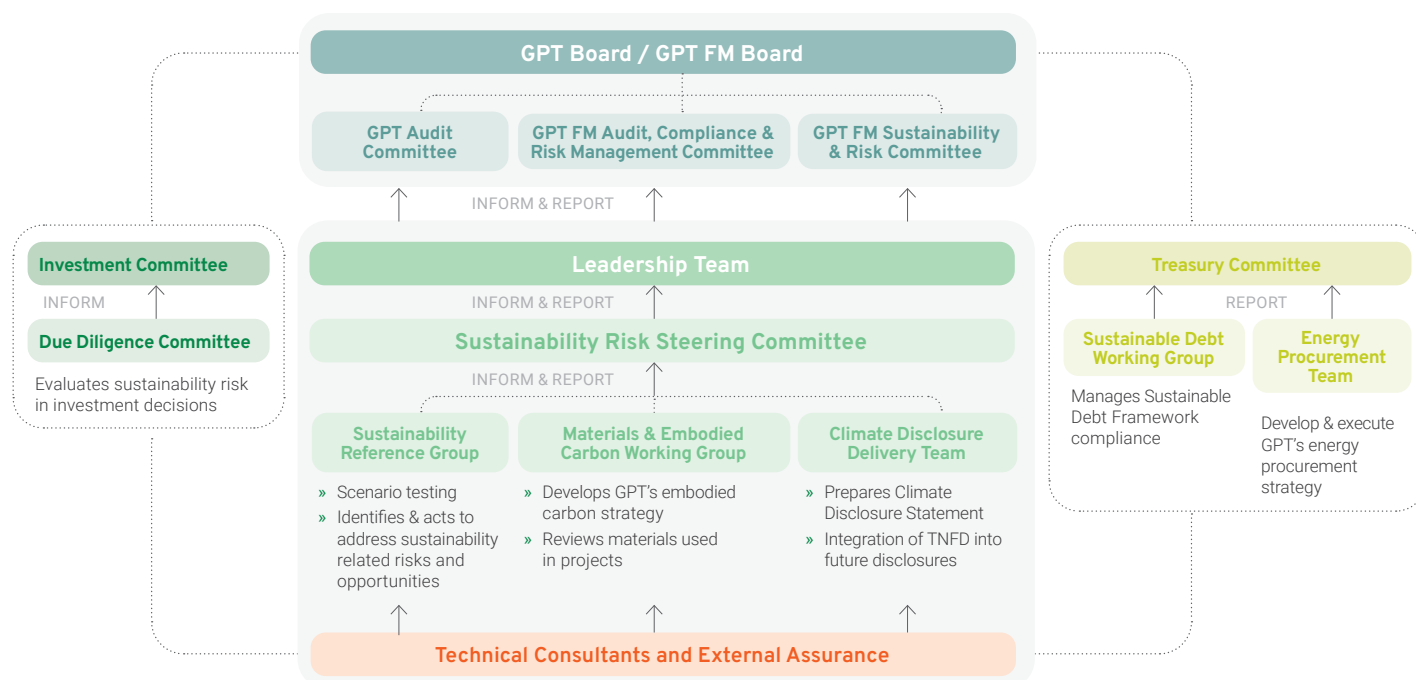 GPT Board / GPT FM Board
GPT Audit
Committee
GPT FM Audit, Compliance &
Risk Management Committee
GPT FM Sustainability
& Risk Committee
INFORM & REPORT
Investment Committee
INFORM
Due Diligence Committee
Evaluates sustainability risk
in investment decisions
Leadership Team
INFORM & REPORT
Sustainability Risk Steering Committee
INFORM & REPORT
Sustainability
Reference Group
» Scenario testing
» Identifies & acts to
address sustainability
related risks and
opportunities
Materials & Embodied
Carbon Working Group
» Develops GPT's embodied
carbon strategy
» Reviews materials used
in projects
Climate Disclosure
Delivery Team
» Prepares Climate
Disclosure Statement
» Integration of TNFD into
future disclosures
Treasury Committee
REPORT
Sustainable Debt
Working Group
Manages Sustainable
Debt Framework
compliance
Energy
Procurement
Team
Develop & execute
GPT's energy
procurement
strategy
Technical Consultants and External Assurance